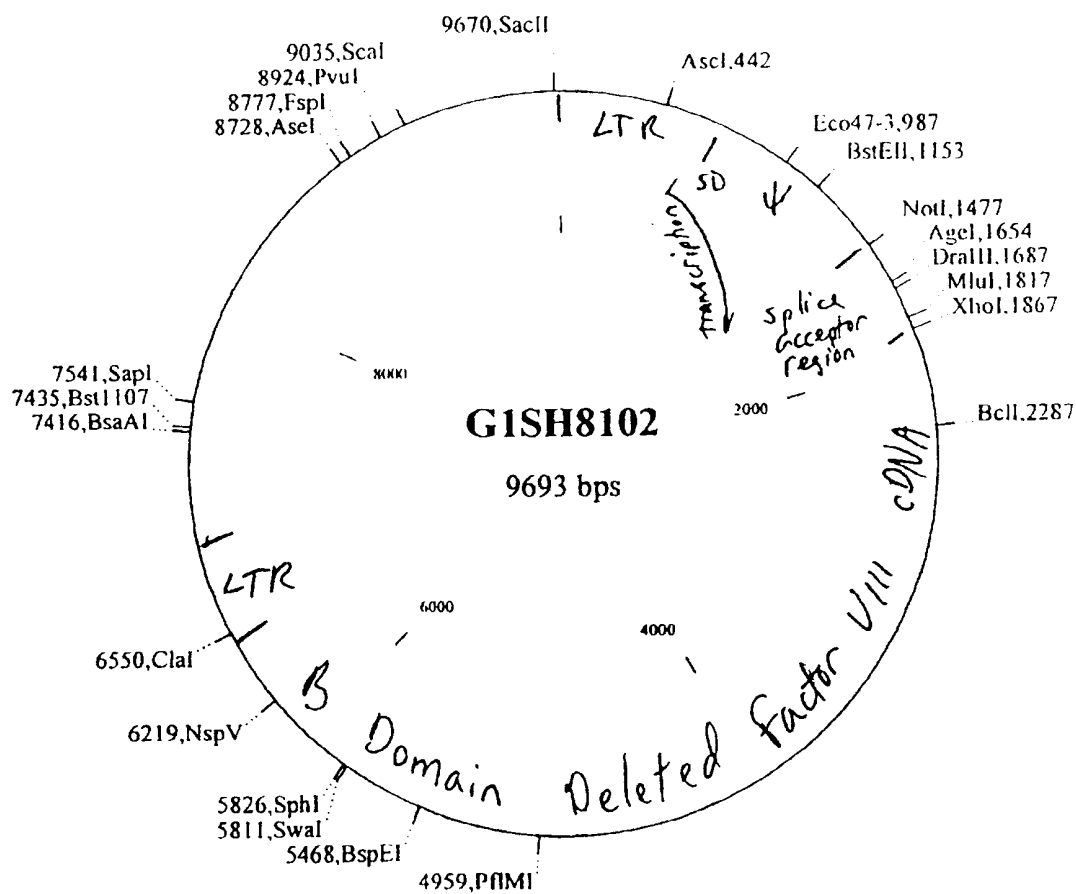 9670,SacII
9035,ScaI
8924,PvuI
8777,FspI
8728,AseI
AscI,442
Eco47-3,987
BstEII,1153
NotI,1477
AgeI,1654
DraIII,1687
MluI,1817
XhoI,1867
BclI,2287
LTR
SD
ψ
transcription
splice
acceptor
region
7541,SapI
7435,Bst1107
7416,BsaAI
8000
2000
G1SH8102
9693 bps
6000
4000
LTR
B Domain Deleted Factor VIII cDNA
6550,ClaI
6219,NspV
5826,SphI
5811,SwaI
5468,BspEI
4959,PflMI